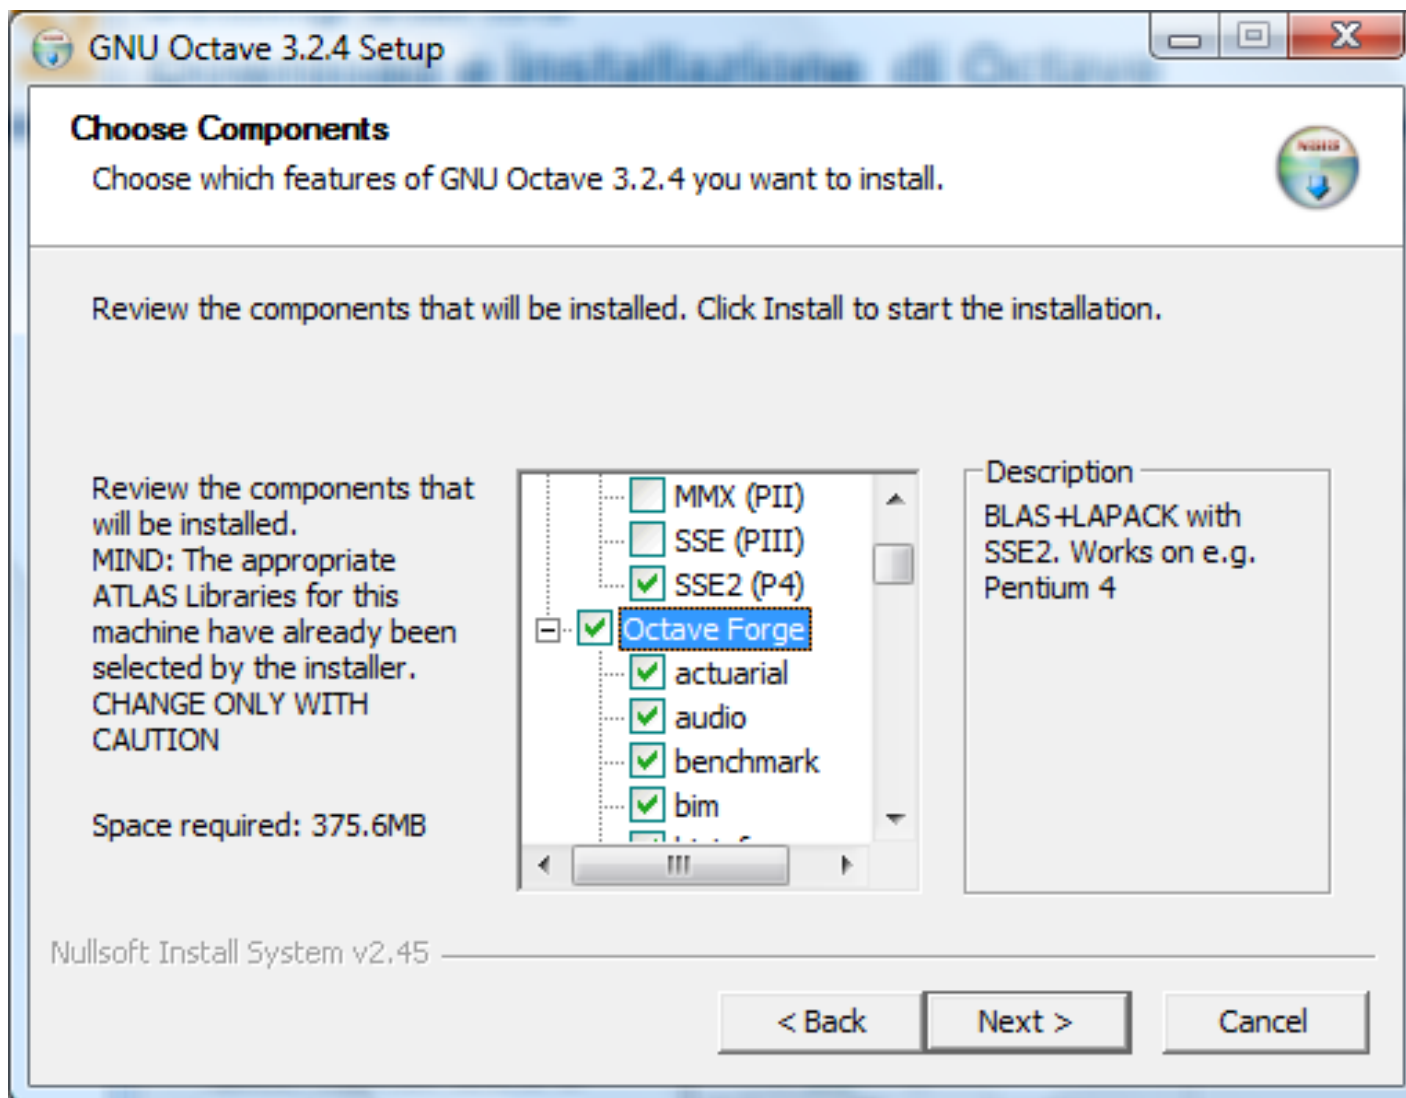 GNU Octave 3.2.4 Setup
e installazione di Octave
Choose Components
Choose which features of GNU Octave 3.2.4 you want to install.
Review the components that will be installed. Click Install to start the installation.
Review the components that
will be installed.
MIND: The appropriate
ATLAS Libraries for this
machine have already been
selected by the installer.
CHANGE ONLY WITH
CAUTION
Space required: 375.6MB
MMX (PII)
SSE (PIII)
SSE2 (P4)
Octave Forge
actuarial
audio
benchmark
bim
Description
BLAS+LAPACK with
SSE2. Works on e.g.
Pentium 4
Nullsoft Install System v2.45
< Back
Next >
Cancel